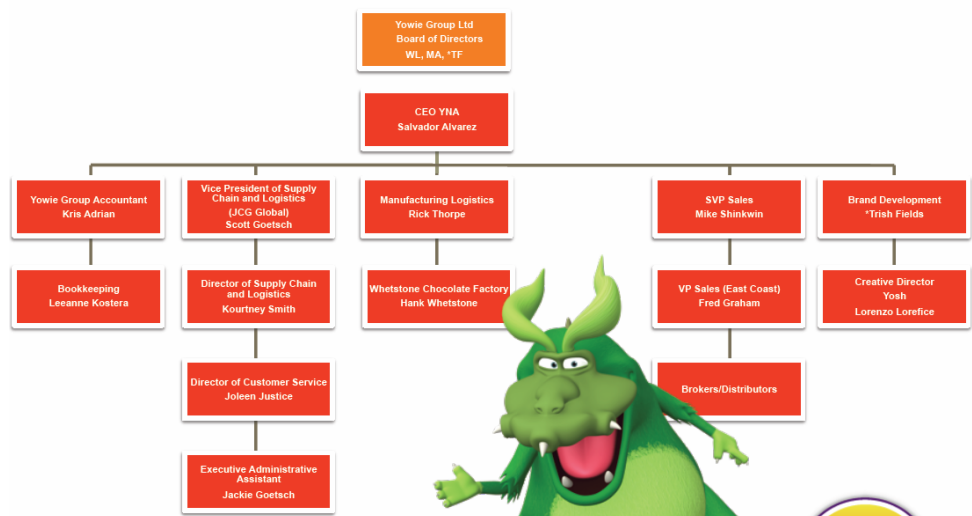 Yowie Group Ltd
Board of Directors
WL, MA, *TF
CEO YNA
Salvador Alvarez
Yowie Group Accountant
Kris Adrian
Vice President of Supply
Chain and Logistics
(JCG Global)
Scott Goetsch
Manufacturing Logistics
Rick Thorpe
SVP Sales
Mike Shinkwin
Brand Development
*Trish Fields
Bookkeeping
Leeanne Kostera
Director of Supply Chain
and Logistics
Kourtney Smith
Whetstone Chocolate Factory
Hank Whetstone
VP Sales (East Coast)
Fred Graham
Creative Director
Yosh
Lorenzo Lorefice
Director of Customer Service
Joleen Justice
Brokers/Distributors
Executive Administrative
Assistant
Jackie Goetsch